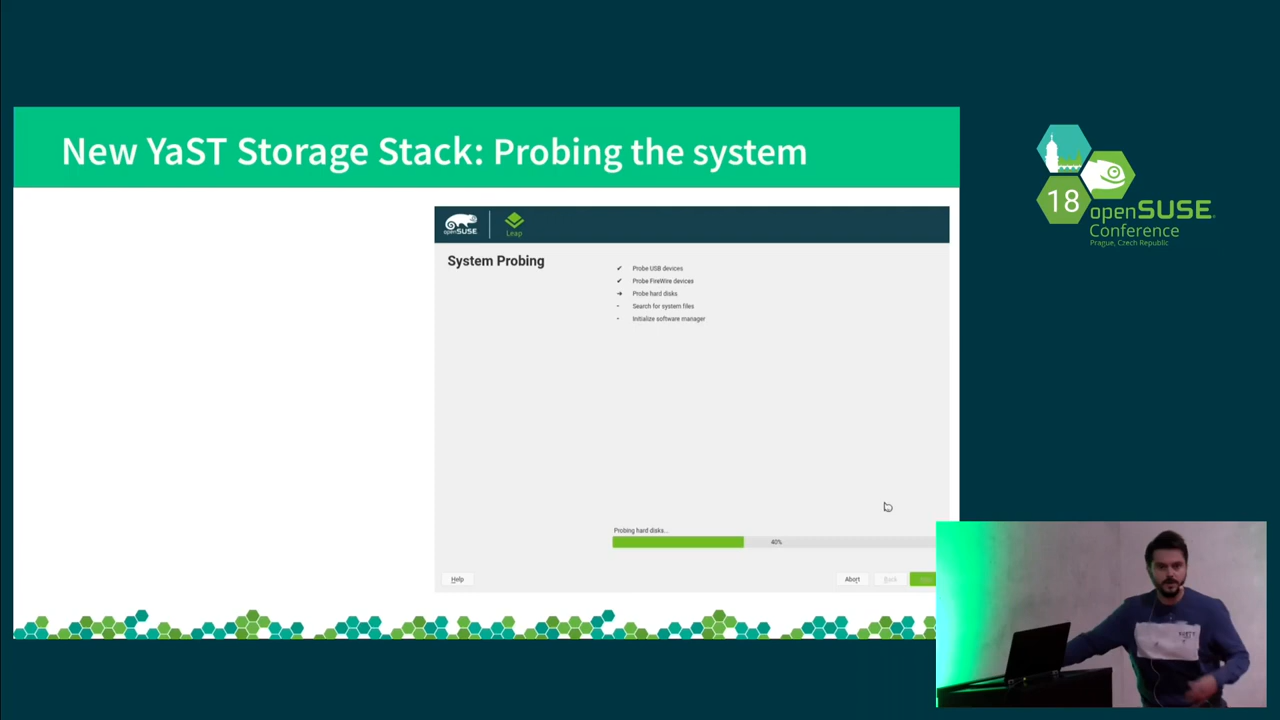 New YaST Storage Stack: Probing the system
openSUSE
Leap
System Probing
Probe USB devices
Probe FireWire devices
Probe hard disks
Search for system files
Initialize software manager
Probing hard disks...
40%
Help
Abort
Back
18
openSUSE
Conference
Prague, Czech Republic